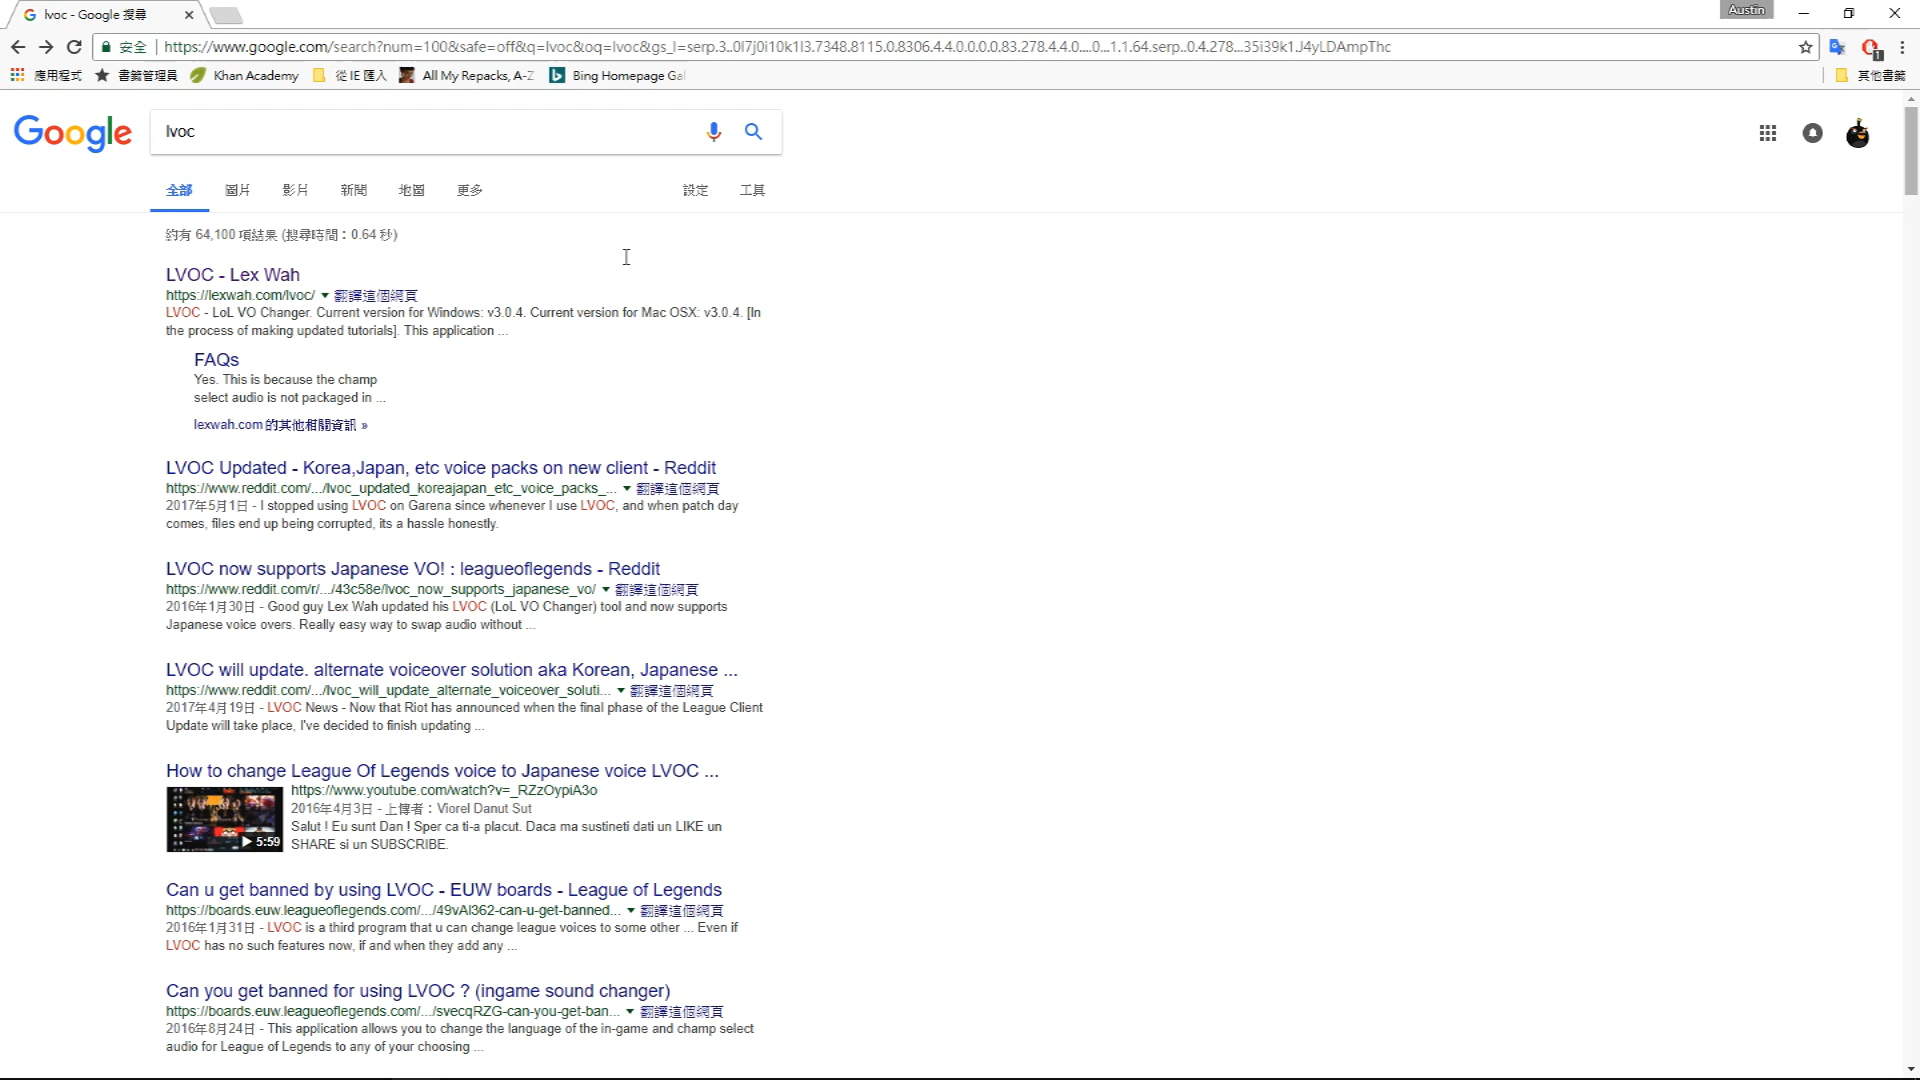 lvoc - Google 搜尋
Austin
安全 | https://www.google.com/search?num=100&safe=off&q=lvoc&oq=lvoc&gs_l=serp.3..0l7j0i10k1l3.7348.8115.0.8306.4.4.0.0.0.0.83.278.4.4.0....0...1.1.64.serp..0.4.278...35i39k1.J4yLDAmpThc
應用程式 書籤管理員 Khan Academy 從 IE 匯入 All My Repacks, A-Z Bing Homepage Gal 其他書籤
Google
lvoc
全部 圖片 影片 新聞 地圖 更多 設定 工具
約有 64,100 項結果 (搜尋時間：0.64 秒)
LVOC - Lex Wah
https://lexwah.com/lvoc/ 翻譯這個網頁
LVOC - LoL VO Changer. Current version for Windows: v3.0.4. Current version for Mac OSX: v3.0.4. [In
the process of making updated tutorials]. This application ...
FAQs
Yes. This is because the champ
select audio is not packaged in ...
lexwah.com 的其他相關資訊 »
LVOC Updated - Korea,Japan, etc voice packs on new client - Reddit
https://www.reddit.com/.../lvoc_updated_koreajapan_etc_voice_packs_... 翻譯這個網頁
2017年5月1日 - I stopped using LVOC on Garena since whenever I use LVOC, and when patch day
comes, files end up being corrupted, its a hassle honestly.
LVOC now supports Japanese VO! : leagueoflegends - Reddit
https://www.reddit.com/r/.../43c58e/lvoc_now_supports_japanese_vo/ 翻譯這個網頁
2016年1月30日 - Good guy Lex Wah updated his LVOC (LoL VO Changer) tool and now supports
Japanese voice overs. Really easy way to swap audio without ...
LVOC will update. alternate voiceover solution aka Korean, Japanese ...
https://www.reddit.com/.../lvoc_will_update_alternate_voiceover_soluti... 翻譯這個網頁
2017年4月19日 - LVOC News - Now that Riot has announced when the final phase of the League Client
Update will take place, I've decided to finish updating ...
How to change League Of Legends voice to Japanese voice LVOC ...
https://www.youtube.com/watch?v=_RZzOypiA3o
2016年4月3日 - 上傳者：Viorel Danut Sut
Salut ! Eu sunt Dan ! Sper ca ti-a placut. Daca ma sustineti dati un LIKE un
SHARE si un SUBSCRIBE.
5:59
Can u get banned by using LVOC - EUW boards - League of Legends
https://boards.euw.leagueoflegends.com/.../49vAl362-can-u-get-banned... 翻譯這個網頁
2016年1月31日 - LVOC is a third program that u can change league voices to some other ... Even if
LVOC has no such features now, if and when they add any ...
Can you get banned for using LVOC ? (ingame sound changer)
https://boards.euw.leagueoflegends.com/.../svecqRZG-can-you-get-ban... 翻譯這個網頁
2016年8月24日 - This application allows you to change the language of the in-game and champ select
audio for League of Legends to any of your choosing ...